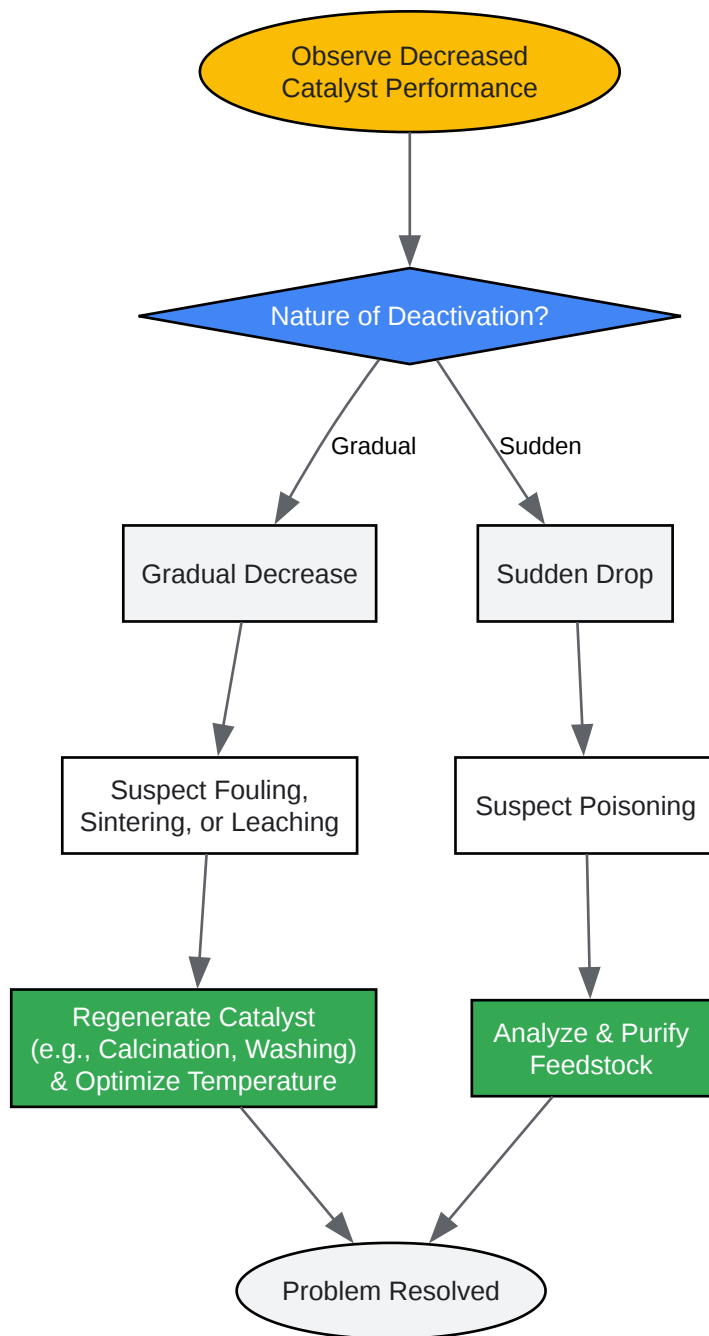 Observe Decreased
Catalyst Performance
Nature of Deactivation?
Gradual
Sudden
Gradual Decrease
Sudden Drop
Suspect Fouling,
Sintering, or Leaching
Suspect Poisoning
Regenerate Catalyst
(e.g., Calcination, Washing)
& Optimize Temperature
Analyze & Purify
Feedstock
Problem Resolved